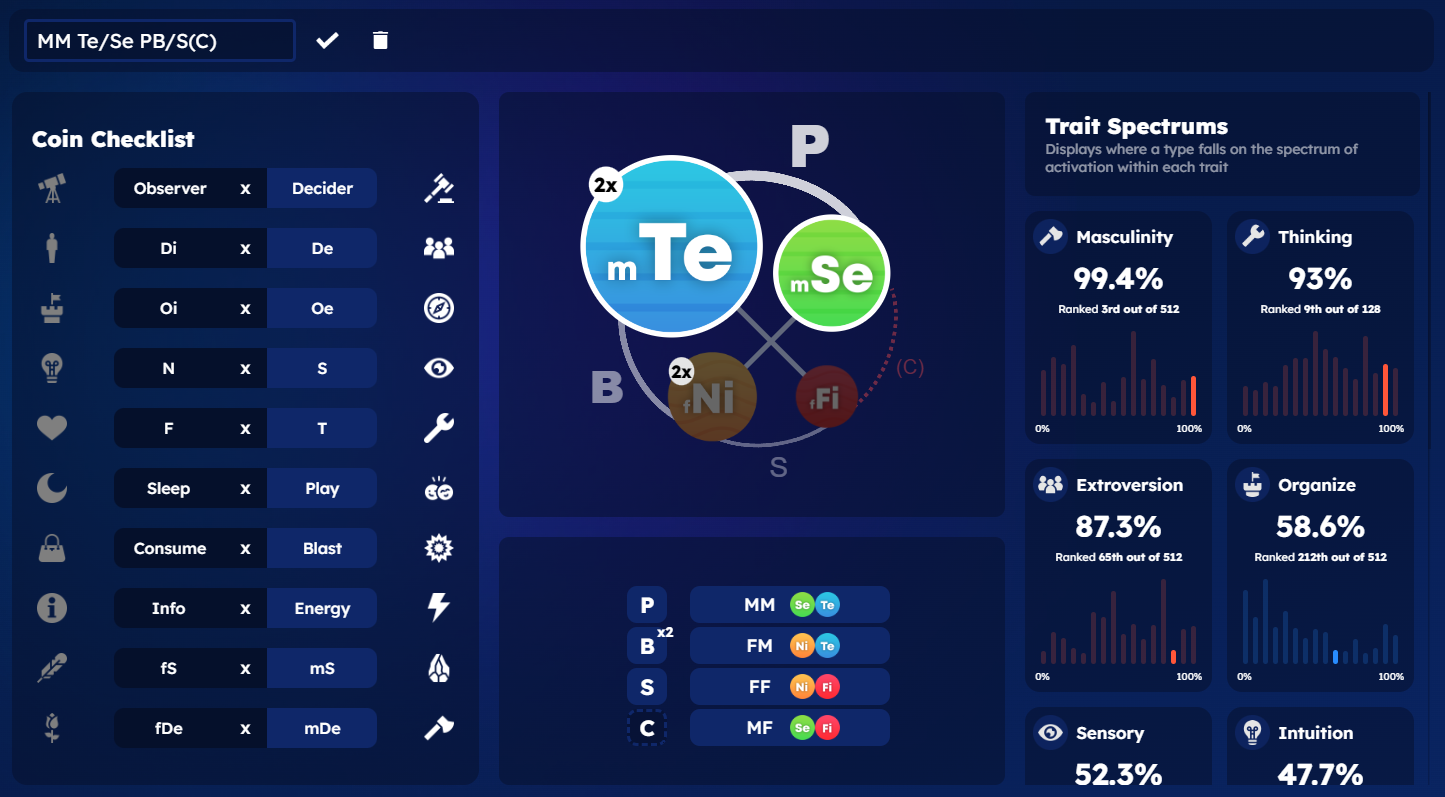 MM Te/Se PB/S(C)
Coin Checklist
Observer x Decider
Di x De
Oi x Oe
N x S
F x T
Sleep x Play
Consume x Blast
Info x Energy
fS x mS
fDe x mDe
P
2x
mTe
mSe
B
2x
fNi
fFi
(C)
S
P MM Se Te
B x2 FM Ni Te
S FF Ni Fi
C MF Se Fi
Trait Spectrums
Displays where a type falls on the spectrum of
activation within each trait
Masculinity
99.4%
Ranked 3rd out of 512
0% 100%
Thinking
93%
Ranked 9th out of 128
0% 100%
Extroversion
87.3%
Ranked 65th out of 512
0% 100%
Organize
58.6%
Ranked 212th out of 512
0% 100%
Sensory
52.3%
Intuition
47.7%